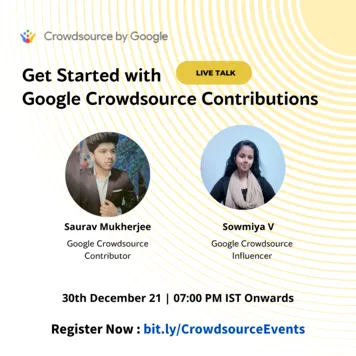 Crowdsource by Google
Get Started with
LIVE TALK
Google Crowdsource Contributions
Saurav Mukherjee
Google Crowdsource
Contributor
Sowmiya V
Google Crowdsource
Influencer
30th December 21 | 07:00 PM IST Onwards
Register Now : bit.ly/CrowdsourceEvents